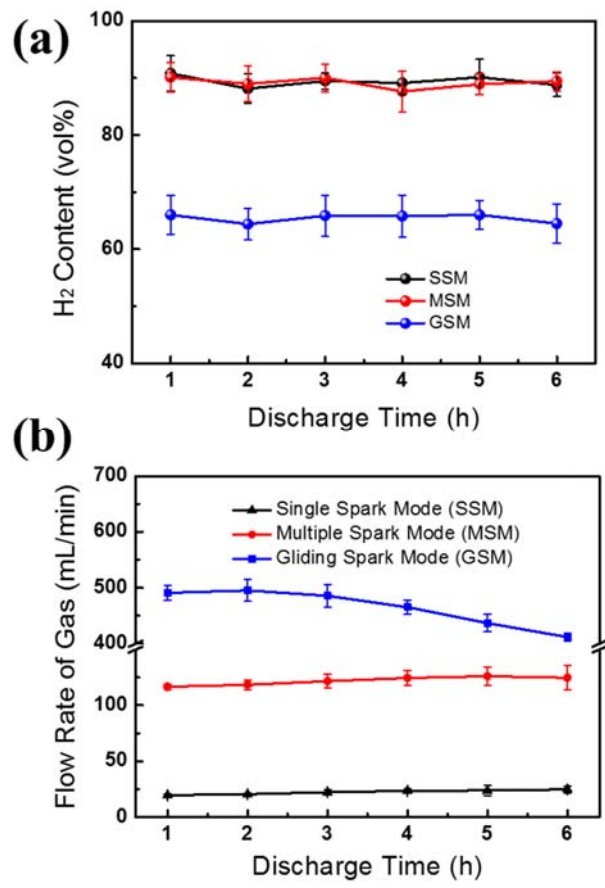 (a)
H₂ Content (vol%)
100
80
60
40
SSM
MSM
GSM
1 2 3 4 5 6
Discharge Time (h)
(b)
Flow Rate of Gas (mL/min)
700
600
500
400
100
50
25
0
Single Spark Mode (SSM)
Multiple Spark Mode (MSM)
Gliding Spark Mode (GSM)
1 2 3 4 5 6
Discharge Time (h)